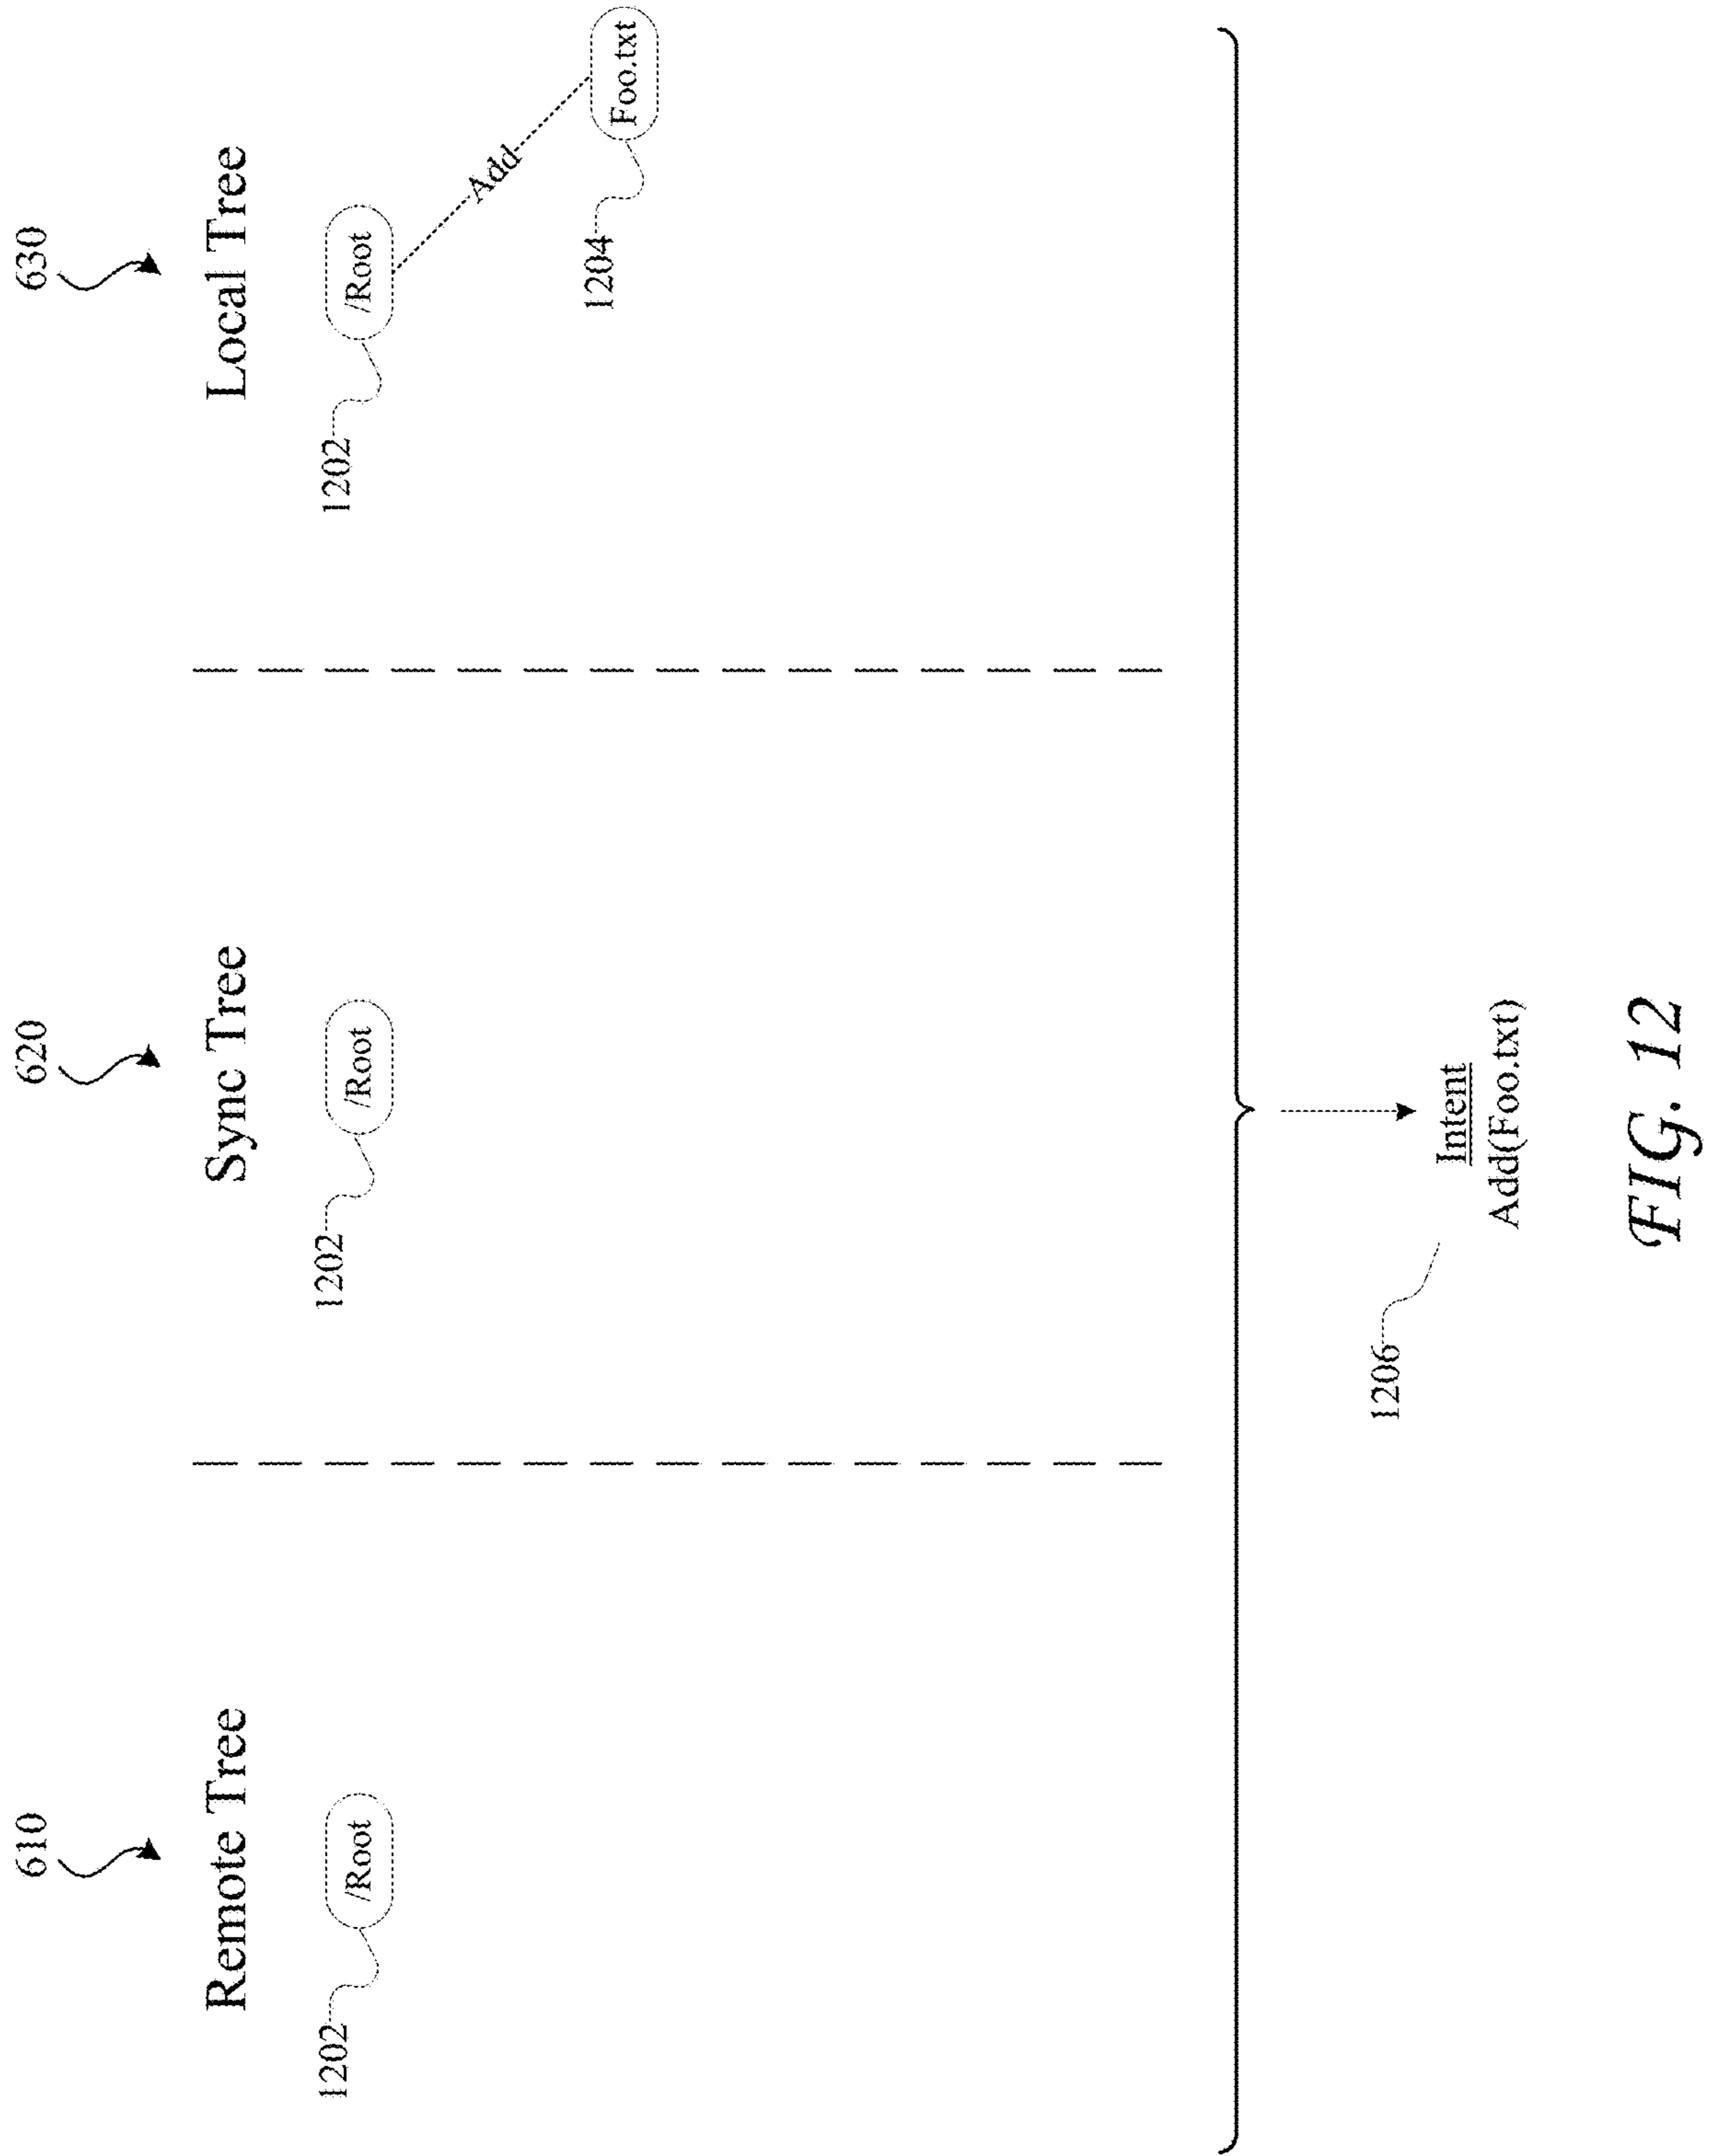 610
620
630
Remote Tree
Sync Tree
Local Tree
1202
/Root
1202
/Root
1202
/Root
Add
1204
Foo.txt
1206
Intent
Add(Foo.txt)
FIG. 12